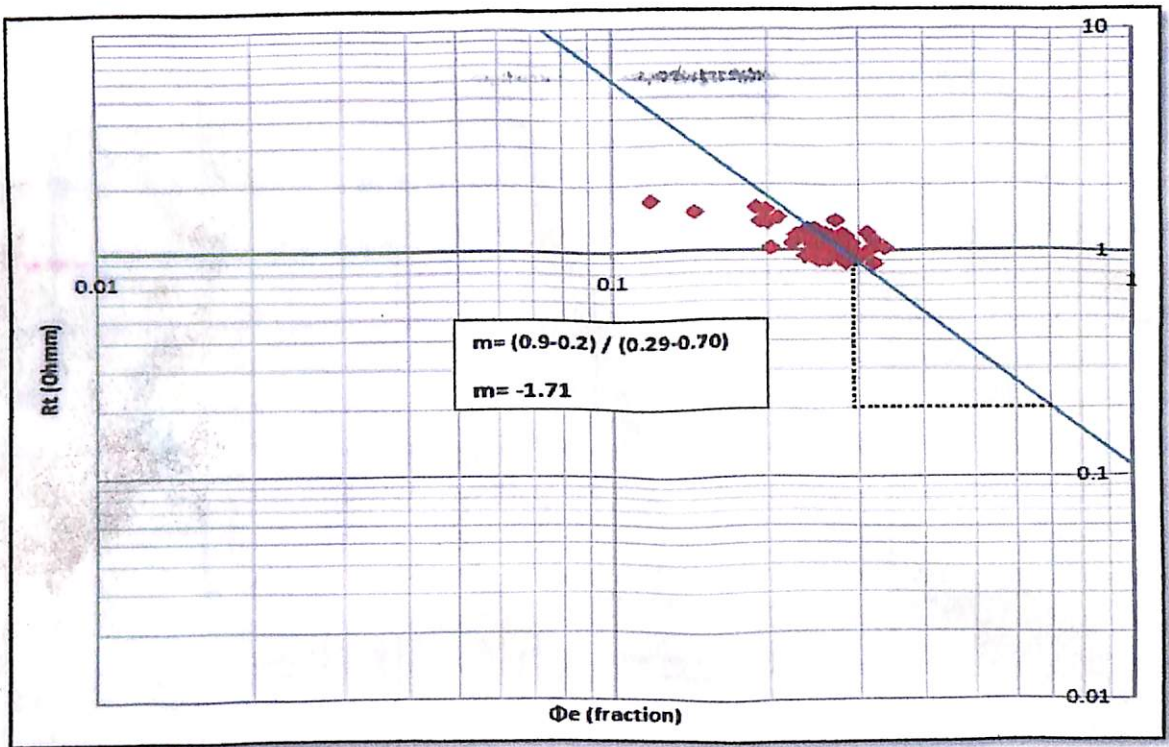 10
1
0.01
0.1
1
m= (0.9-0.2) / (0.29-0.70)
m= -1.71
Rt (Ohmm)
0.1
0.01
Φe (fraction)